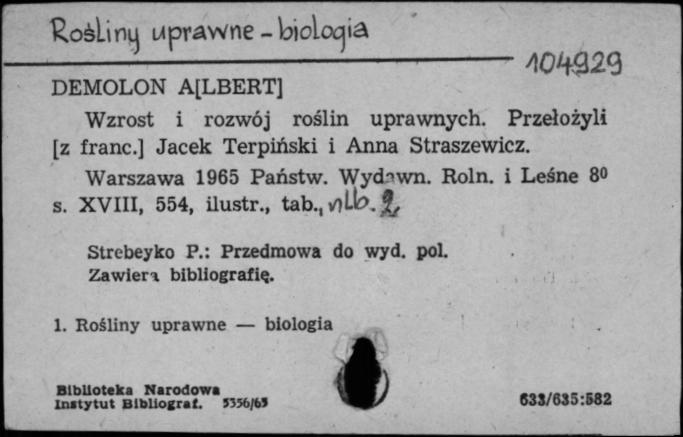 Rośliny uprawne - biologia
104929
DEMOLON A[LBERT]
Wzrost i rozwój roślin uprawnych. Przełożyli
[z franc.] Jacek Terpiński i Anna Straszewicz.
Warszawa 1965 Państw. Wydawn. Roln. i Leśne 8⁰
s. XVIII, 554, ilustr., tab., nlb. 2
Strebeyko P.: Przedmowa do wyd. pol.
Zawiera bibliografię.
1. Rośliny uprawne — biologia
Biblioteka Narodowa
Instytut Bibliograf. 5356/65
633/635:582